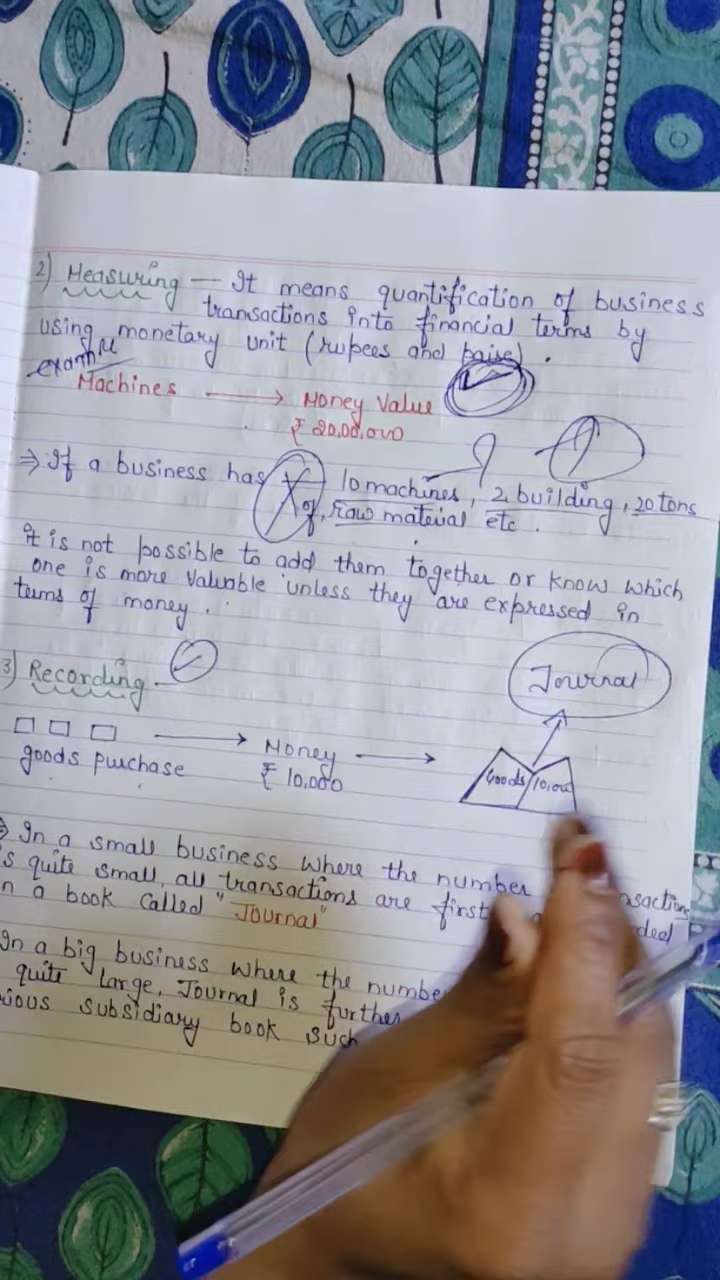 2) Measuring — It means quantification of business
transactions into financial terms by
using monetary unit (rupees and paise).
Machines → Money Value
₹ 20,00,000
⇒ If a business has 10 machines, 2 building, 20 tons
of raw material etc.
it is not possible to add them together or know which
one is more valuable unless they are expressed in
terms of money.
3) Recording -
Journal
goods purchase → Money →
₹ 10,000
Goods
⇒ In a small business where the number
is quite small, all transactions are first
in a book called "Journal"
In a big business where the number
quite large, Journal is further
subsidiary book such